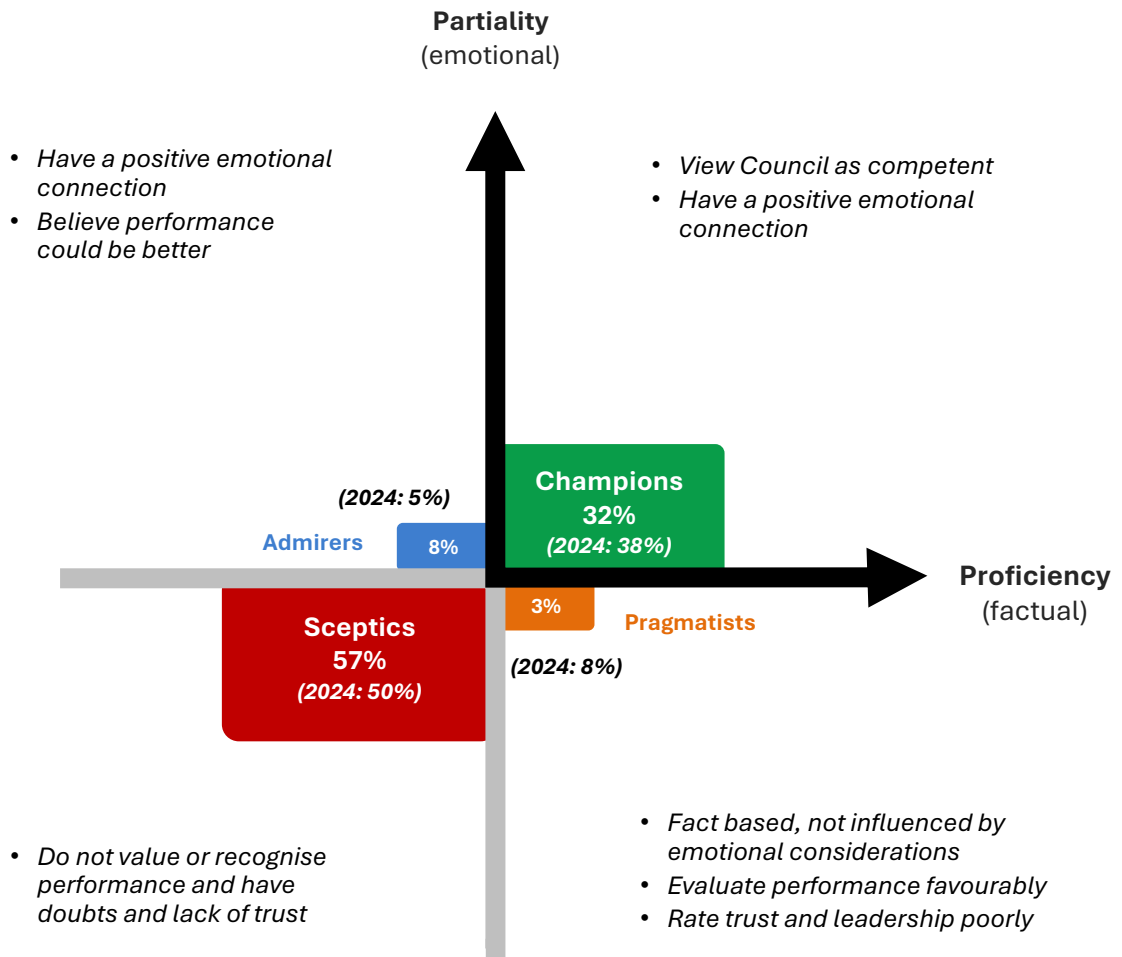 Partiality
(emotional)
• Have a positive emotional
connection
• Believe performance
could be better
• View Council as competent
• Have a positive emotional
connection
(2024: 5%)
Admirers
8%
Champions
32%
(2024: 38%)
Proficiency
(factual)
Sceptics
57%
(2024: 50%)
3%
Pragmatists
(2024: 8%)
• Do not value or recognise
performance and have
doubts and lack of trust
• Fact based, not influenced by
emotional considerations
• Evaluate performance favourably
• Rate trust and leadership poorly